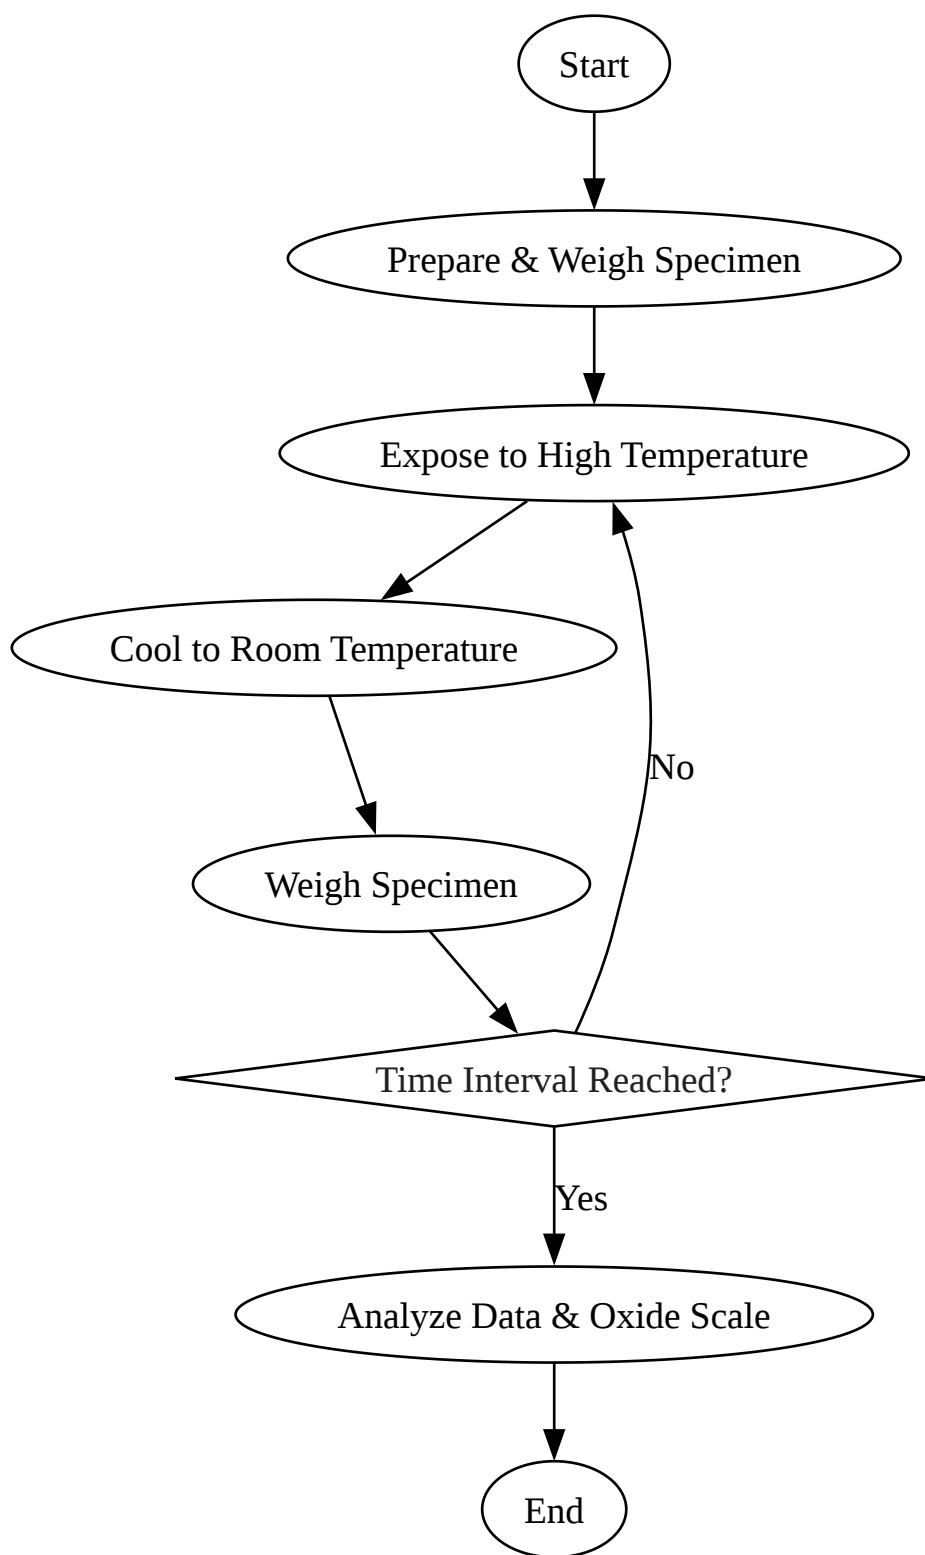 Start
Prepare & Weigh Specimen
Expose to High Temperature
Cool to Room Temperature
No
Weigh Specimen
Time Interval Reached?
Yes
Analyze Data & Oxide Scale
End